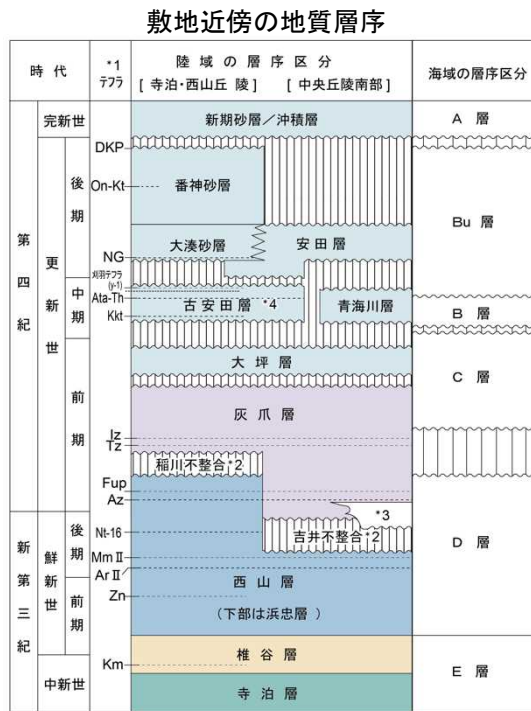 敷地近傍の地質層序
時代
*1
テフラ
陸域の層序区分
[寺泊・西山丘陵] [中央丘陵南部]
海域の層序区分
第四紀
完新世
更新世
後期
中期
前期
新第三紀
鮮新世
後期
前期
中新世
DKP
On-Kt
NG
刈羽テフラ
(y-1)
Ata-Th
Kkt
Iz
Tz
Fup
Az
Nt-16
Mm II
Ar II
Zn
Km
新期砂層/沖積層
番神砂層
大湊砂層
安田層
古安田層 *4
青海川層
大坪層
灰爪層
稲川不整合*2
*3
吉井不整合*2
西山層
(下部は浜忠層)
椎谷層
寺泊層
A 層
Bu 層
B 層
C 層
D 層
E 層